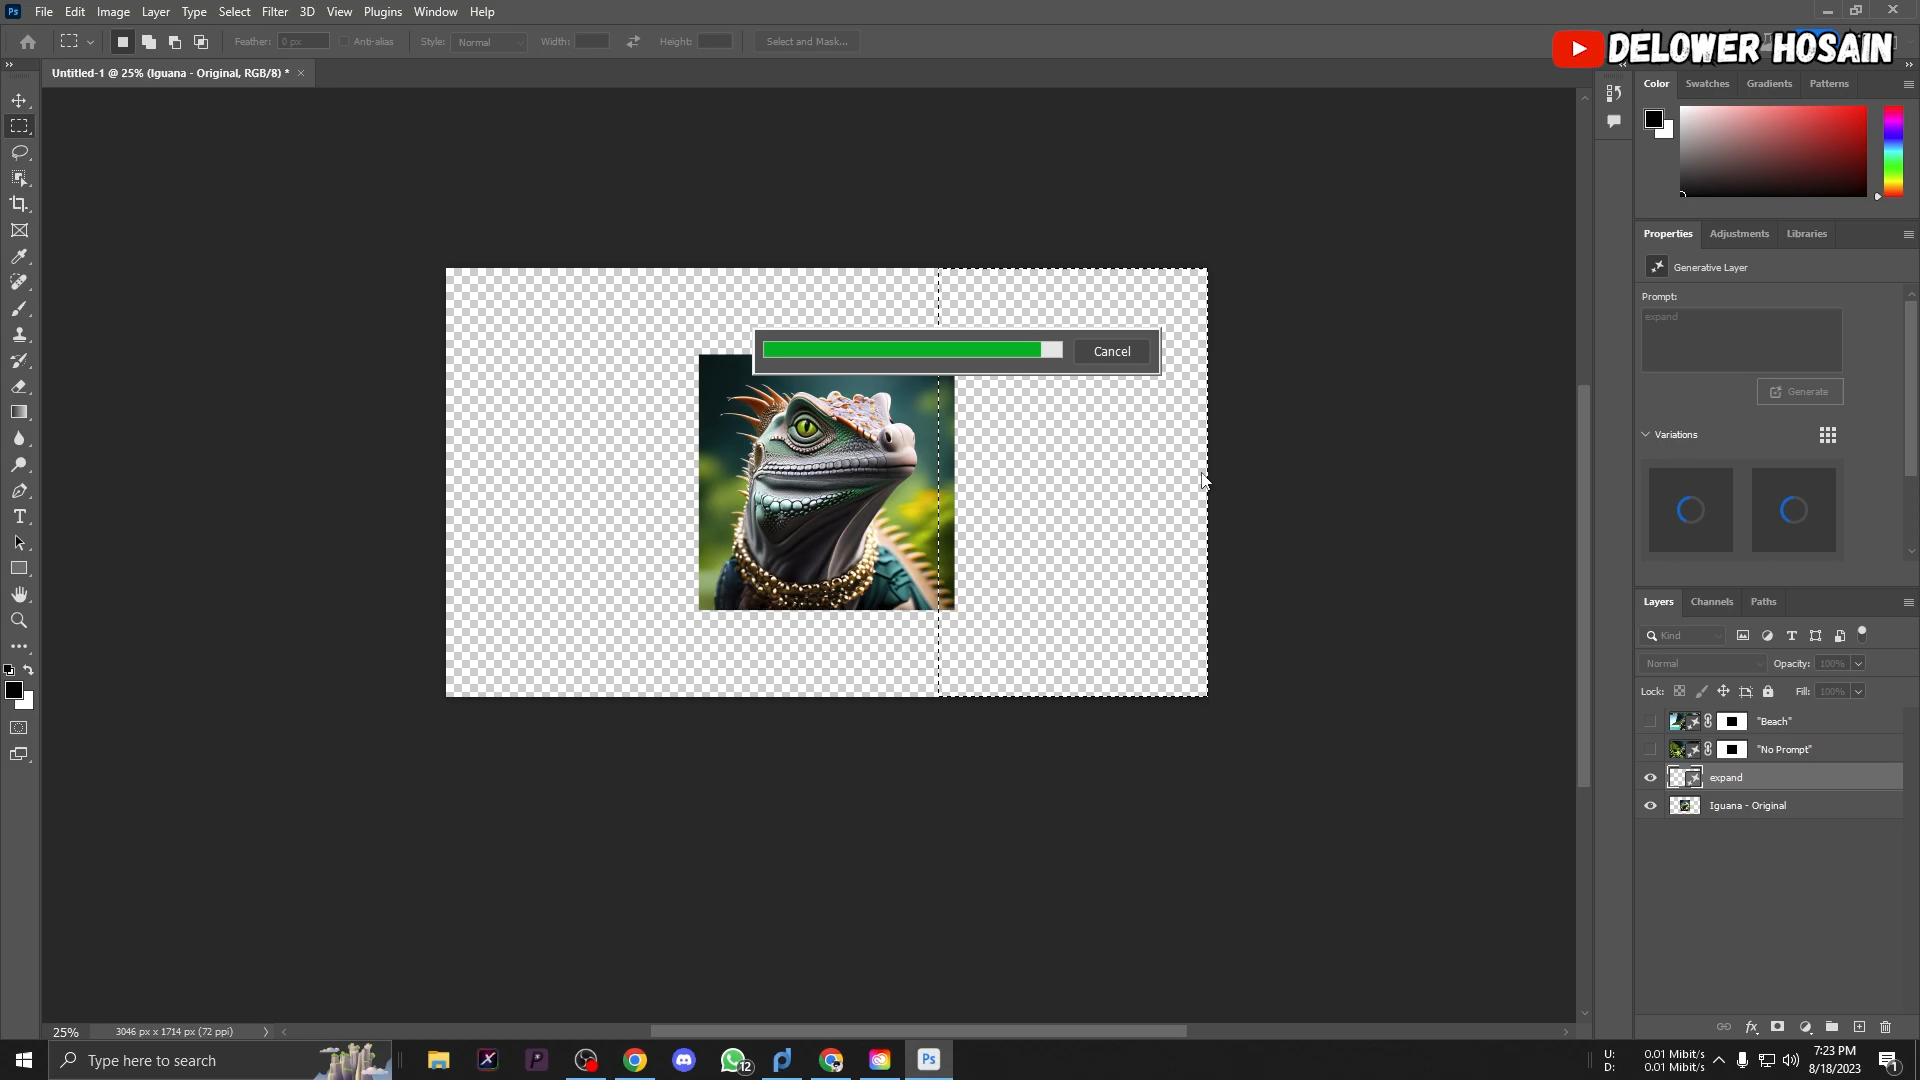 Ps File Edit Image Layer Type Select Filter 3D View Plugins Window Help
Feather: 0 px Anti-alias Style: Normal Width: Height: Select and Mask...
DELOWER HOSAIN
Untitled-1 @ 25% (Iguana - Original, RGB/8) * ×
Color Swatches Gradients Patterns
Properties Adjustments Libraries
Generative Layer
Prompt:
expand
Cancel
Generate
Variations
Layers Channels Paths
Kind
Normal Opacity: 100%
Lock: Fill: 100%
"Beach"
"No Prompt"
expand
Iguana - Original
25% 3046 px x 1714 px (72 ppi)
Type here to search
12
Ps
U: 0.01 Mibit/s
D: 0.01 Mibit/s
7:23 PM
8/18/2023
1